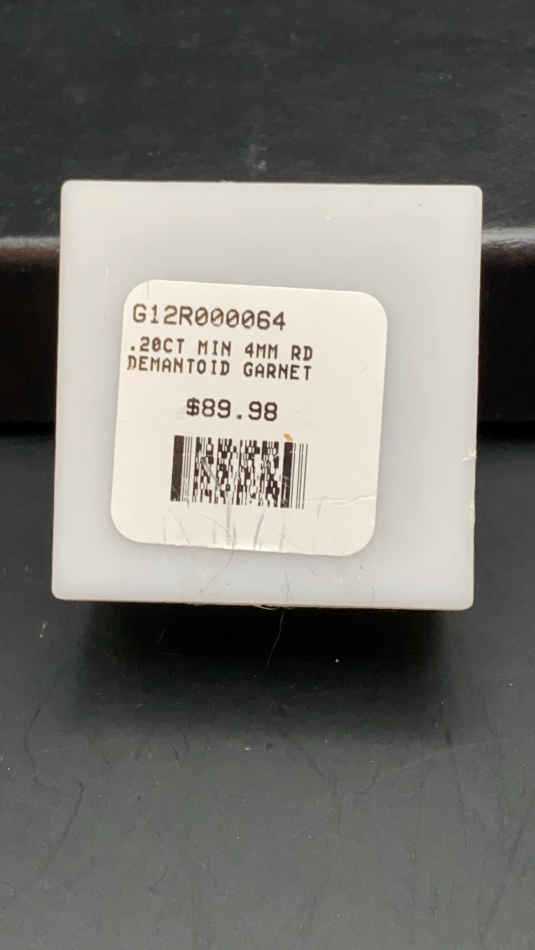 G12R000064
.20CT MIN 4MM RD
DEMANTOID GARNET
$89.98